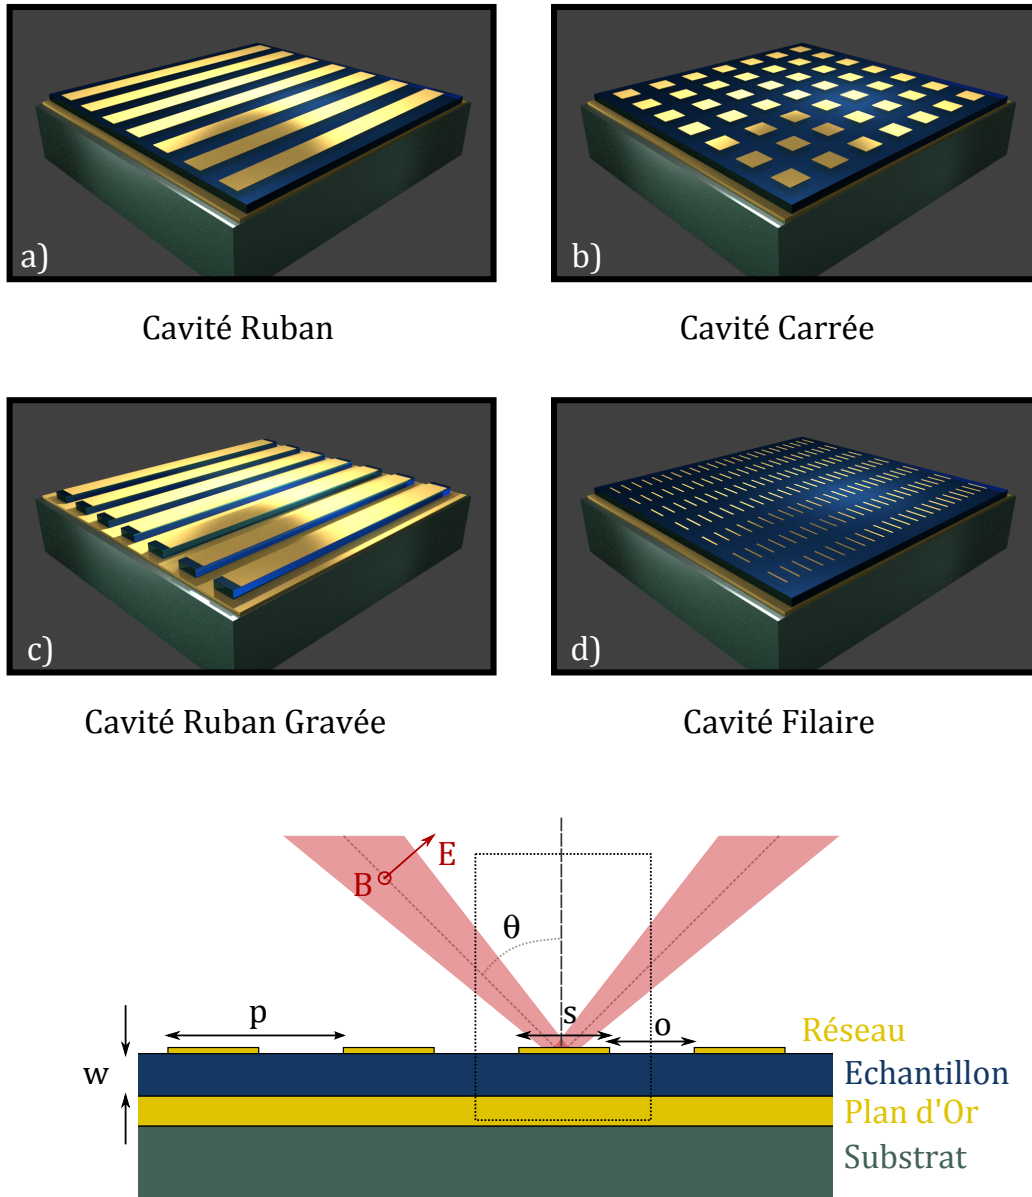 a)
b)
Cavité Ruban
Cavité Carrée
c)
d)
Cavité Ruban Gravée
Cavité Filaire
E
B
θ
p
s
o
w
Réseau
Echantillon
Plan d'Or
Substrat